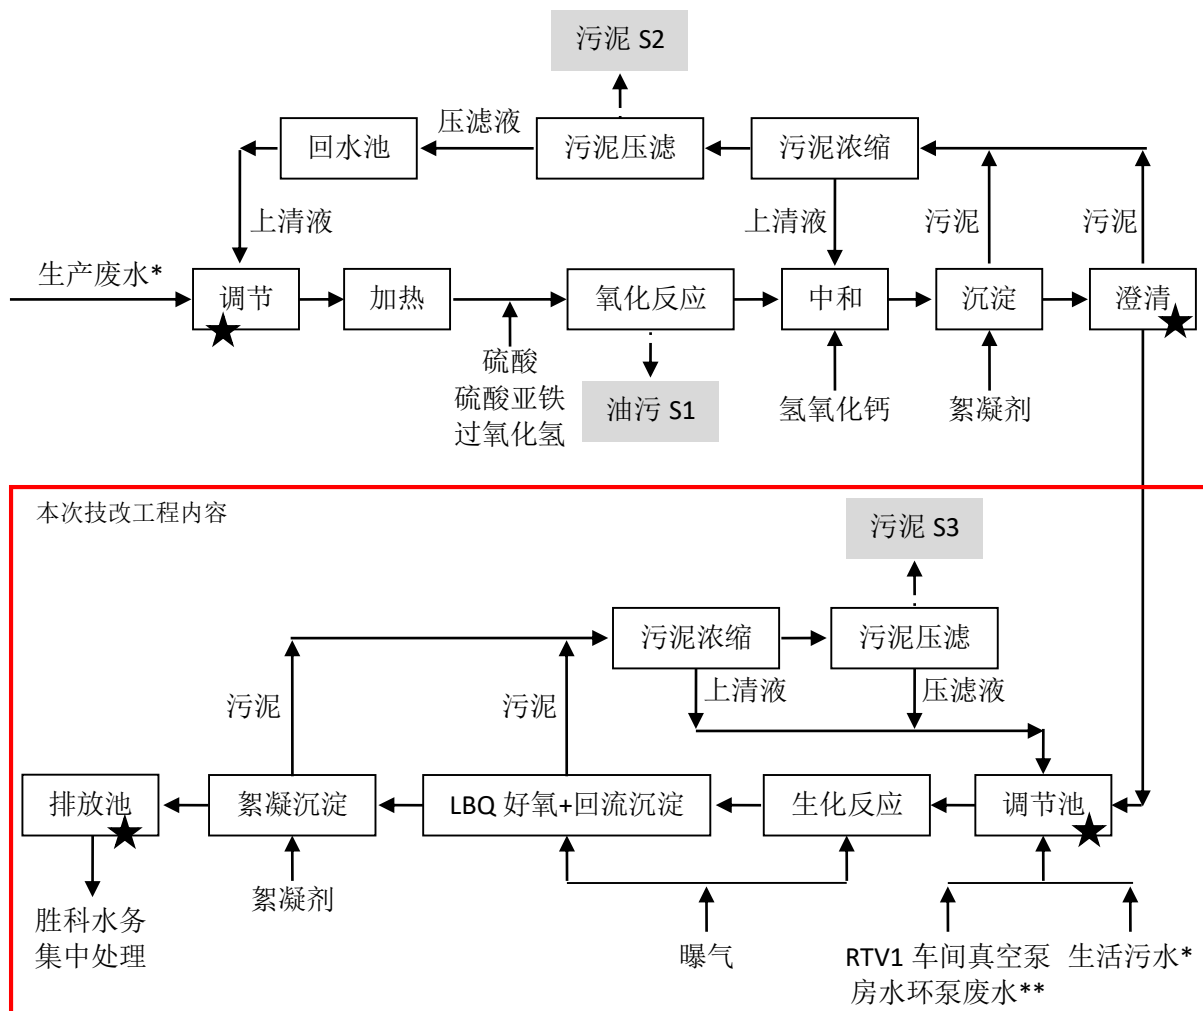 污泥 S2
压滤液
回水池
污泥压滤
污泥浓缩
上清液
上清液
污泥
污泥
生产废水*
调节
加热
氧化反应
中和
沉淀
澄清
硫酸
硫酸亚铁
过氧化氢
油污 S1
氢氧化钙
絮凝剂
本次技改工程内容
污泥 S3
污泥浓缩
污泥压滤
上清液
压滤液
污泥
污泥
排放池
絮凝沉淀
LBQ 好氧+回流沉淀
生化反应
调节池
絮凝剂
胜科水务
集中处理
曝气
RTV1 车间真空泵
房水环泵废水**
生活污水*